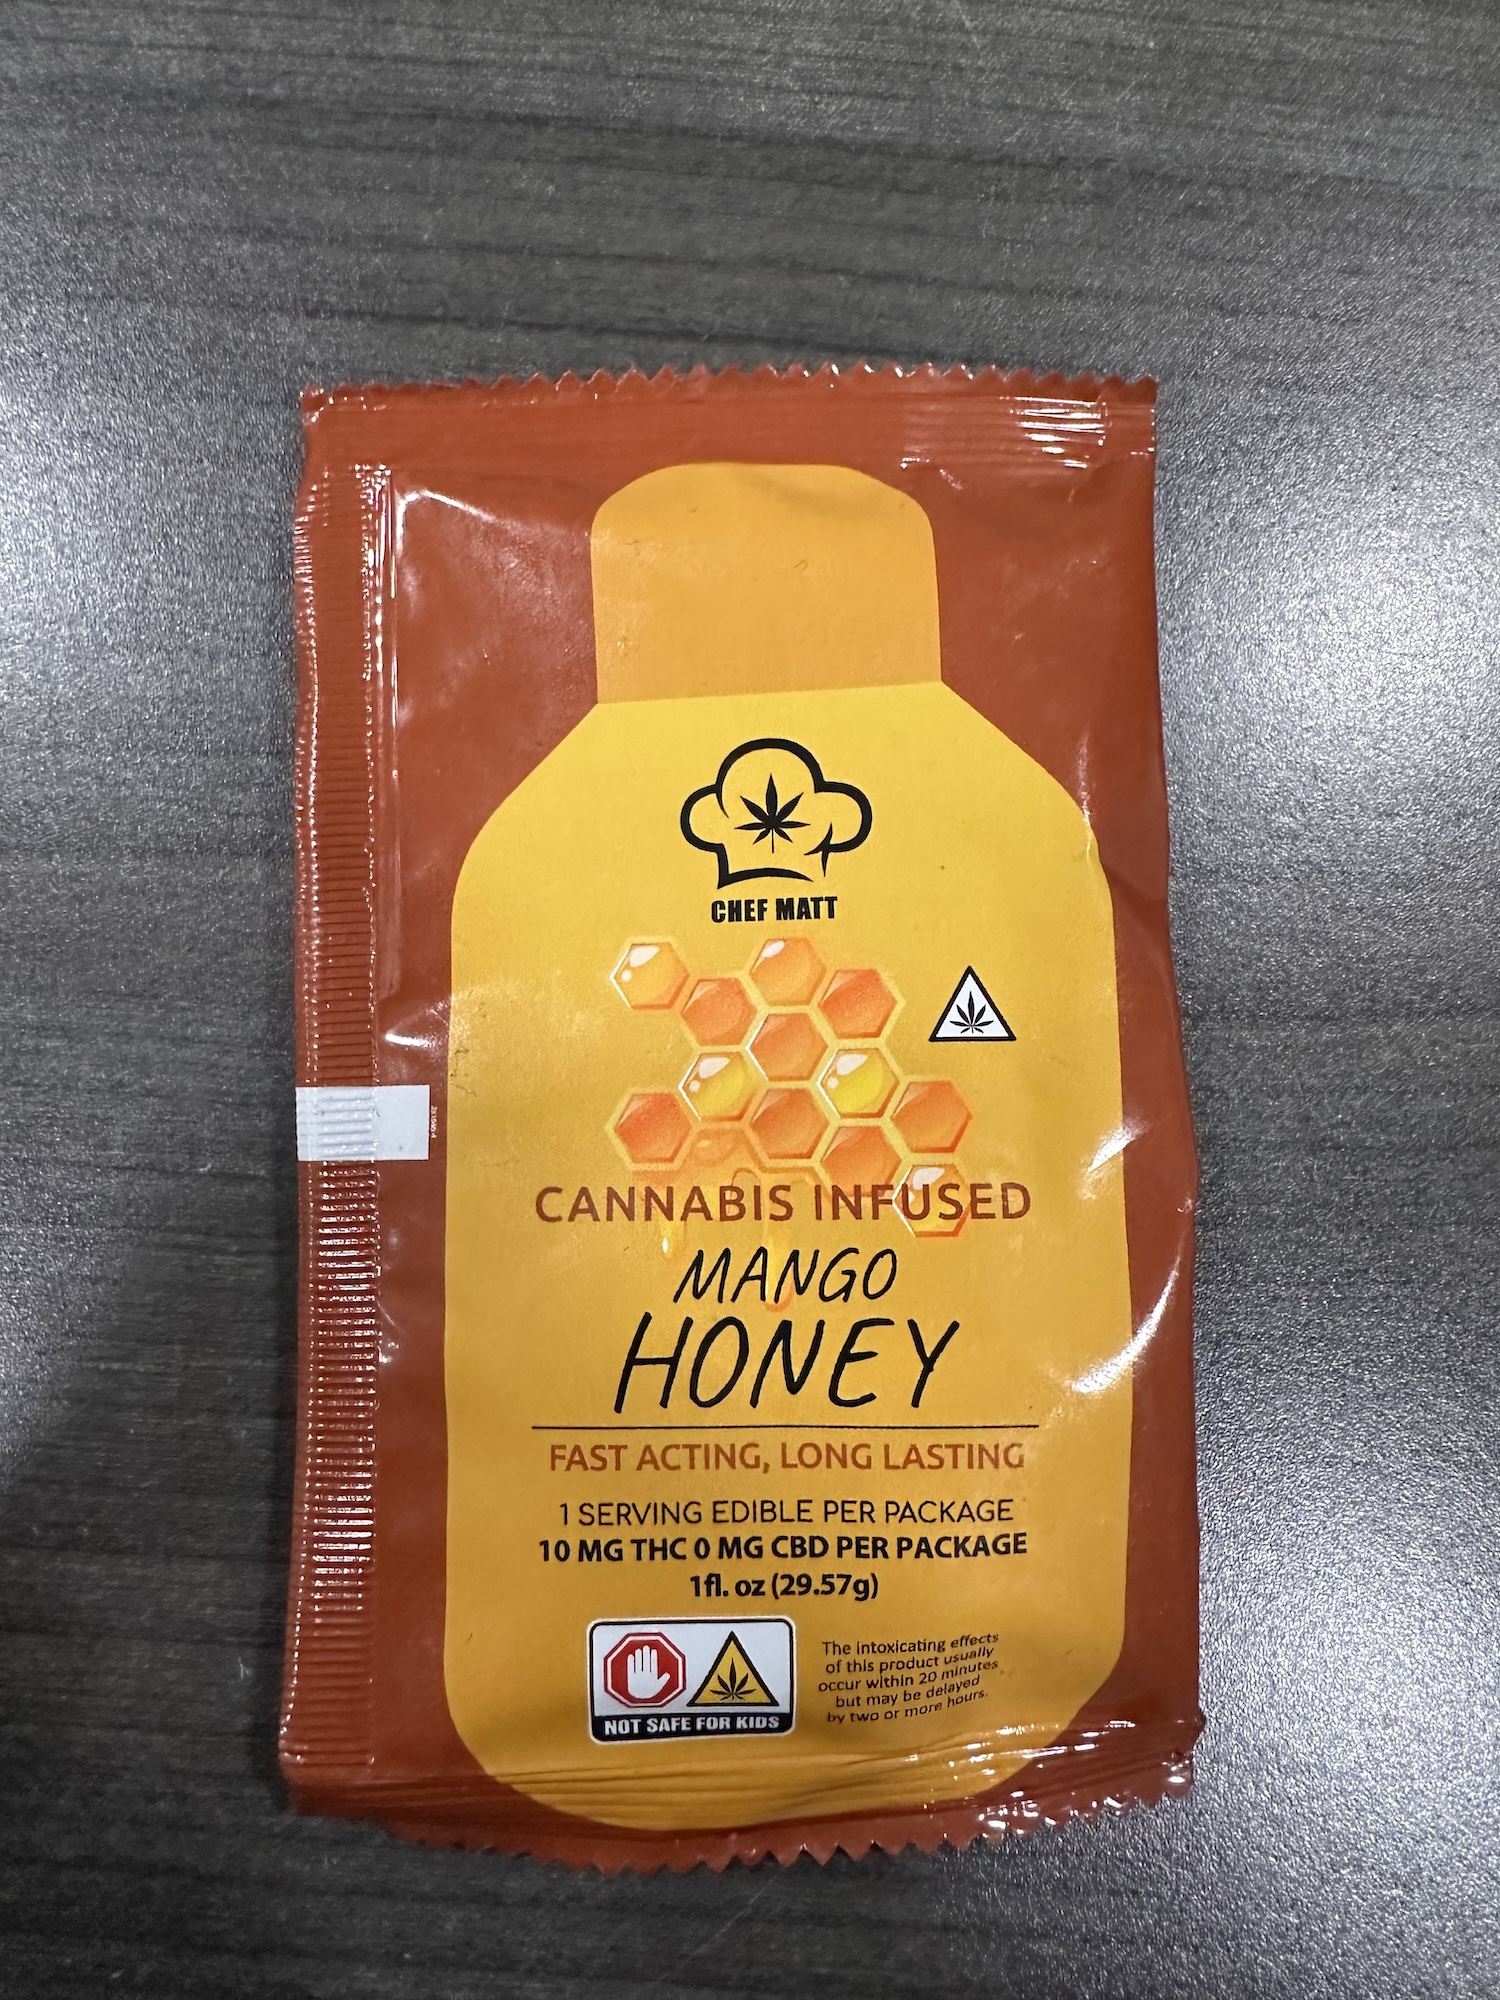 CHEF MATT
CANNABIS INFUSED
MANGO
HONEY
FAST ACTING, LONG LASTING
1 SERVING EDIBLE PER PACKAGE
10 MG THC 0 MG CBD PER PACKAGE
1fl. oz (29.57g)
NOT SAFE FOR KIDS
The intoxicating effects
of this product usually
occur within 20 minutes
but may be delayed
by two or more hours.